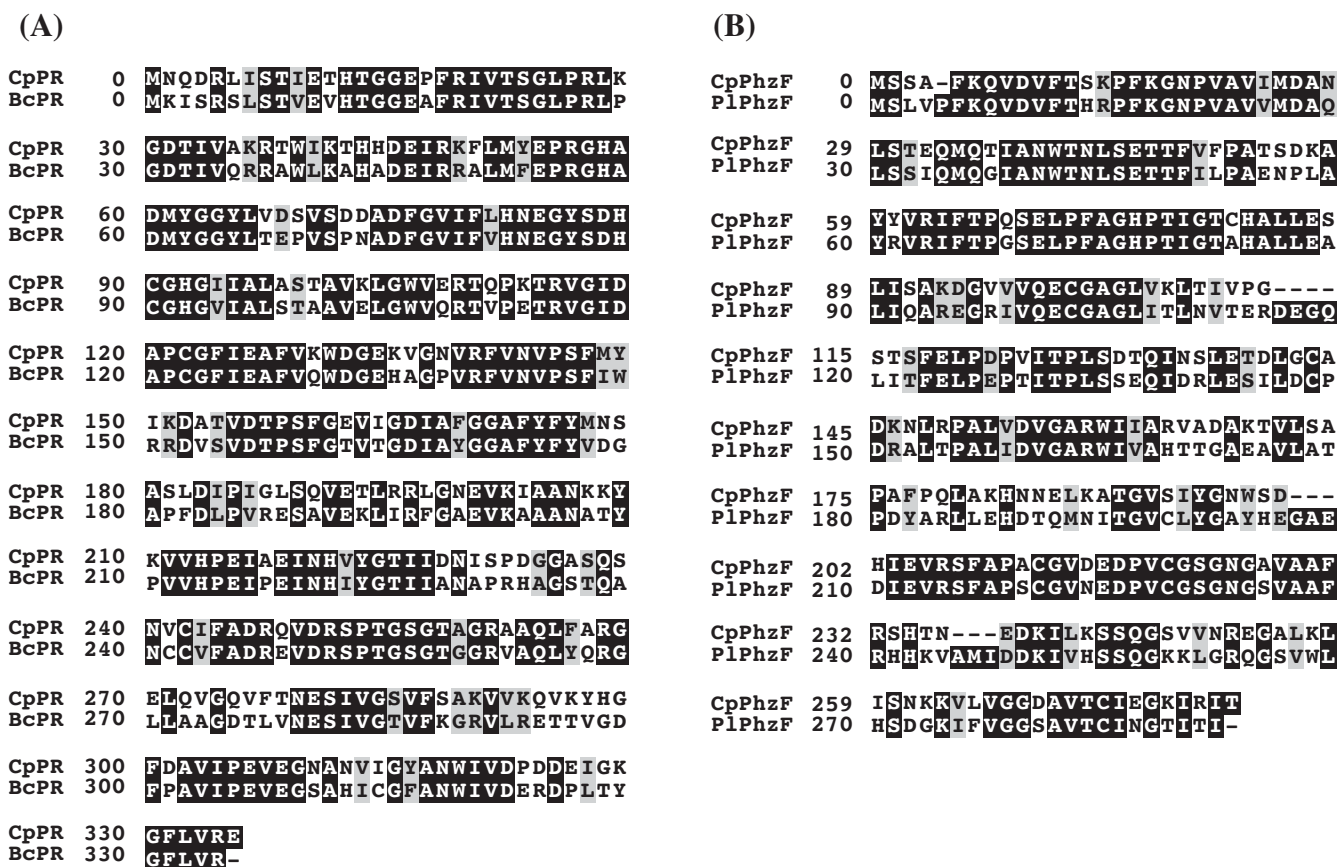 (A)
CpPR 0 MNQDRLISTIETHTGGEPFRIVTSGLPRLK
BcPR 0 MKISRSLSTVEVHTGGEAFRIVTSGLPRLP
CpPR 30 GDTIVAKRTWIKTHHDEIRKFLMYEPRGHA
BcPR 30 GDTIVQRRAWLKAHADEIRRALMFEPRGHA
CpPR 60 DMYGGYLVDSVSDDADFGVIFLHNEGYSDH
BcPR 60 DMYGGYLTEPVSPNADFGVIFVHNEGYSDH
CpPR 90 CGHGIIALASTAVKLGWVERTQPKTRVGID
BcPR 90 CGHGVIALSTAAVELGWVQRTVPETRVGID
CpPR 120 APCGFIEAFVKWDGEKVGNVRFVNVPSFMY
BcPR 120 APCGFIEAFVQWDGEHAGPVRFVNVPSFIW
CpPR 150 IKDATVDTPSFGEVIGDIAFGGAFYFYMNS
BcPR 150 RRDVSVDTPSFGTVTGDIAYGGAFYFYVDG
CpPR 180 ASLDIPIGLSQVETLRRLGNEVKIAANKKY
BcPR 180 APFDLPVRESAVEKLIRFGAEVKAAANATY
CpPR 210 KVVHPEIAEINHVYGTIIDNISPDGGASQS
BcPR 210 PVVHPEIPEINHIYGTIIANAPRHAGSTQA
CpPR 240 NVCIFADRQVDRSPTGSGTAGRAAQLFARG
BcPR 240 NCCVFADREVDRSPTGSGTGGRVAQLYQRG
CpPR 270 ELQVGQVFTNESIVGSVFSAKVVKQVKYHG
BcPR 270 LLAAGDTLVNESIVGTVFKGRVLRETTVGD
CpPR 300 FDAVIPEVEGNANVIGYANWIVDPDDEIGK
BcPR 300 FPAVIPEVEGSAHICGFANWIVDERDPLTY
CpPR 330 GFLVRE
BcPR 330 GFLVR-
(B)
CpPhzF 0 MSSA-FKQVDVFTSKPFKGNPVAVIMDAN
PlPhzF 0 MSLVPFKQVDVFTHRPFKGNPVAVVMDAQ
CpPhzF 29 LSTEQMQTIANWTNLSETTFVFPATSDKA
PlPhzF 30 LSSIQMQGIANWTNLSETTFILPAENPLA
CpPhzF 59 YYVRIFTPQSELPFAGHPTIGTCHALLES
PlPhzF 60 YRVRIFTPGSELPFAGHPTIGTAHALLEA
CpPhzF 89 LISAKDGVVVQECGAGLVKLTIVPG----
PlPhzF 90 LIQAREGRIVQECGAGLITLNVTERDEGQ
CpPhzF 115 STSFELPDPVITPLSDTQINSLETDLGCA
PlPhzF 120 LITFELPEPTITPLSSEQIDRLESILDCP
CpPhzF 145 DKNLRPALVDVGARWIIARVADAKTVLSA
PlPhzF 150 DRALTPALIDVGARWIVAHTTGAEAVLAT
CpPhzF 175 PAFPQLAKHNNELKATGVSIYGNWSD---
PlPhzF 180 PDYARLLEHDTQMNITGVCLYGAYHEGAE
CpPhzF 202 HIEVRSFAPACGVDEDPVCGSGNGAVAAF
PlPhzF 210 DIEVRSFAPSCGVNEDPVCGSGNGSVAAF
CpPhzF 232 RSHTN---EDKILKSSQGSVVNREGALKL
PlPhzF 240 RHHKVAMIDDKIVHSSQGKKLGRQGSVWL
CpPhzF 259 ISNKKVLVGGDAVTCIEGKIRIT
PlPhzF 270 HSDGKIFVGGSAVTCINGTITI-